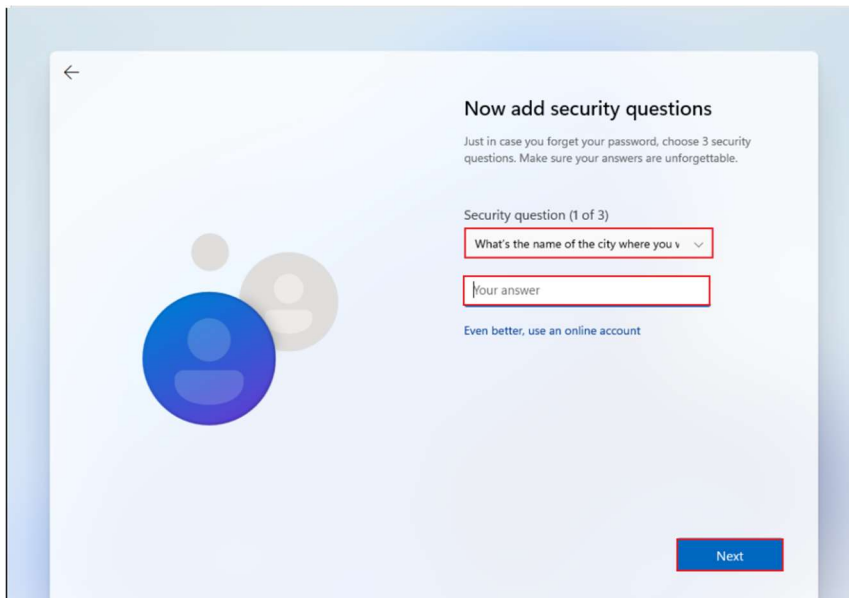 Now add security questions
Just in case you forget your password, choose 3 security
questions. Make sure your answers are unforgettable.
Security question (1 of 3)
What's the name of the city where you
Your answer
Even better, use an online account
Next